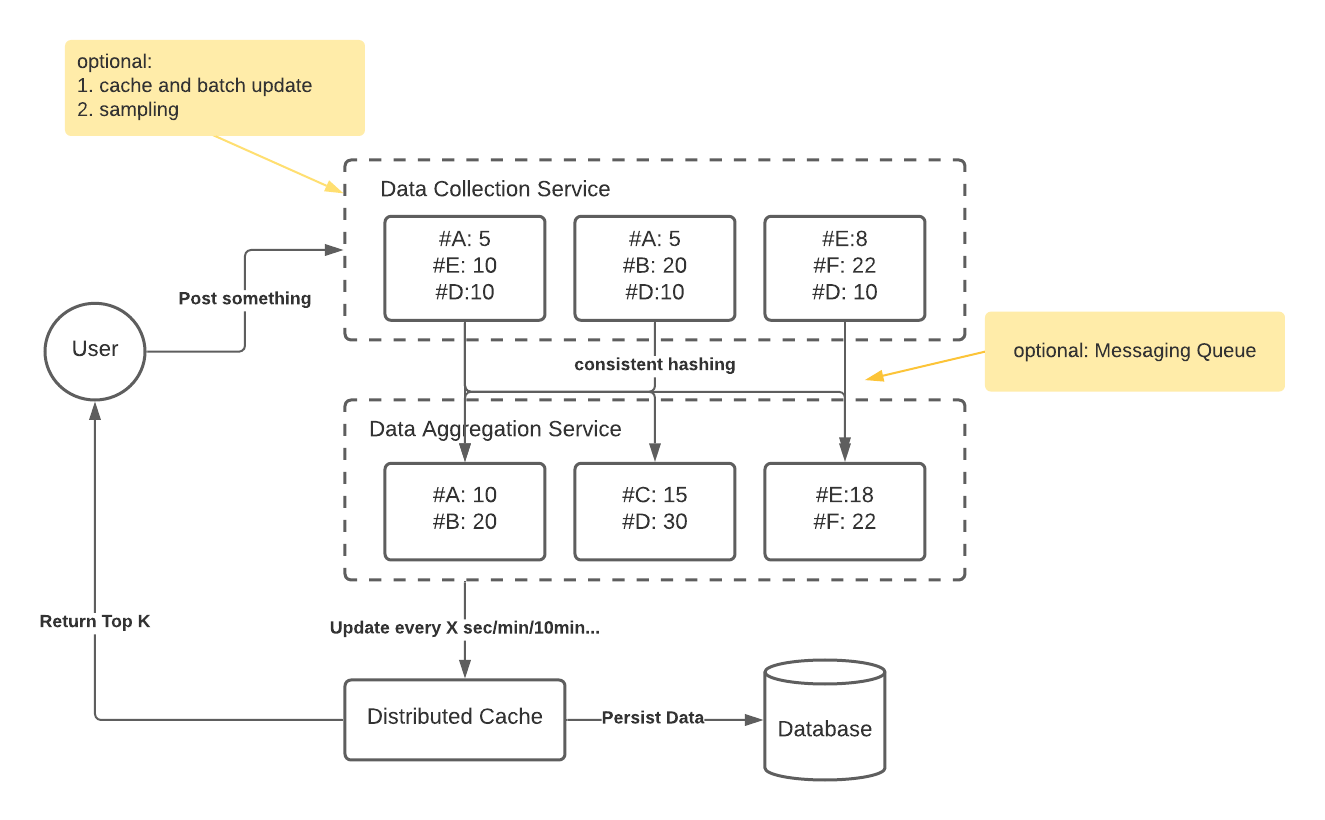 optional:
1. cache and batch update
2. sampling
Data Collection Service
#A: 5
#E: 10
#D:10
#A: 5
#B: 20
#D:10
#E:8
#F: 22
#D: 10
Post something
User
consistent hashing
optional: Messaging Queue
Data Aggregation Service
#A: 10
#B: 20
#C: 15
#D: 30
#E:18
#F: 22
Return Top K
Update every X sec/min/10min...
Distributed Cache
Persist Data
Database